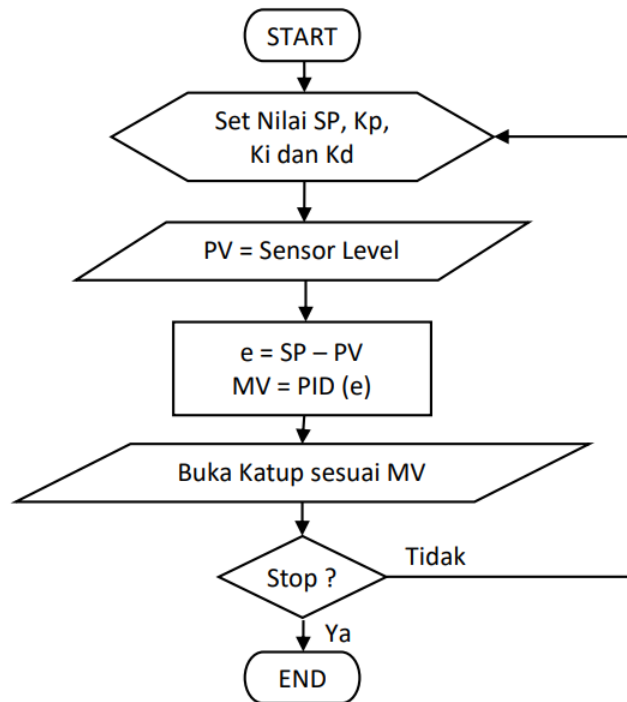 START
Set Nilai SP, Kp,
Ki dan Kd
PV = Sensor Level
e = SP – PV
MV = PID (e)
Buka Katup sesuai MV
Stop ?
Tidak
Ya
END